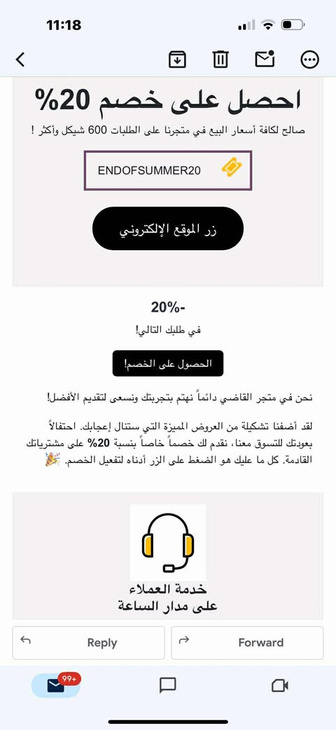 11:18
احصل على خصم 20%
صالح لكافة أسعار البيع في متجرنا على الطلبات 600 شيكل وأكثر !
ENDOFSUMMER20
زر الموقع الإلكتروني
-20%
في طلبك التالي!
الحصول على الخصم!
نحن في متجر القاضي دائماً نهتم بتجربتك ونسعى لتقديم الأفضل!
لقد أضفنا تشكيلة من العروض المميزة التي ستنال إعجابك. احتفالاً
بعودتك للتسوق معنا، نقدم لك خصماً خاصاً بنسبة 20% على مشترياتك
القادمة. كل ما عليك هو الضغط على الزر أدناه لتفعيل الخصم. 🎉
خدمة العملاء
على مدار الساعة
Reply
Forward
99+